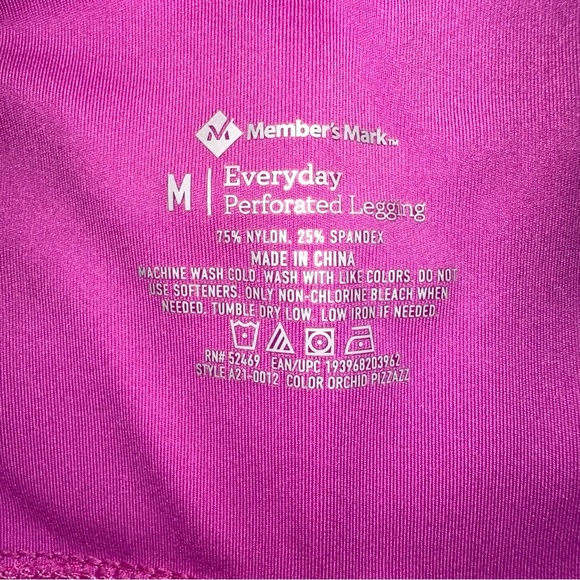 Member's Mark™
M | Everyday
Perforated Legging
75% NYLON, 25% SPANDEX
MADE IN CHINA
MACHINE WASH COLD. WASH WITH LIKE COLORS. DO NOT
USE SOFTENERS. ONLY NON-CHLORINE BLEACH WHEN
NEEDED. TUMBLE DRY LOW. LOW IRON IF NEEDED.
RN# 52469 EAN/UPC 193968203962
STYLE A21-0012 COLOR ORCHID PIZZAZZ